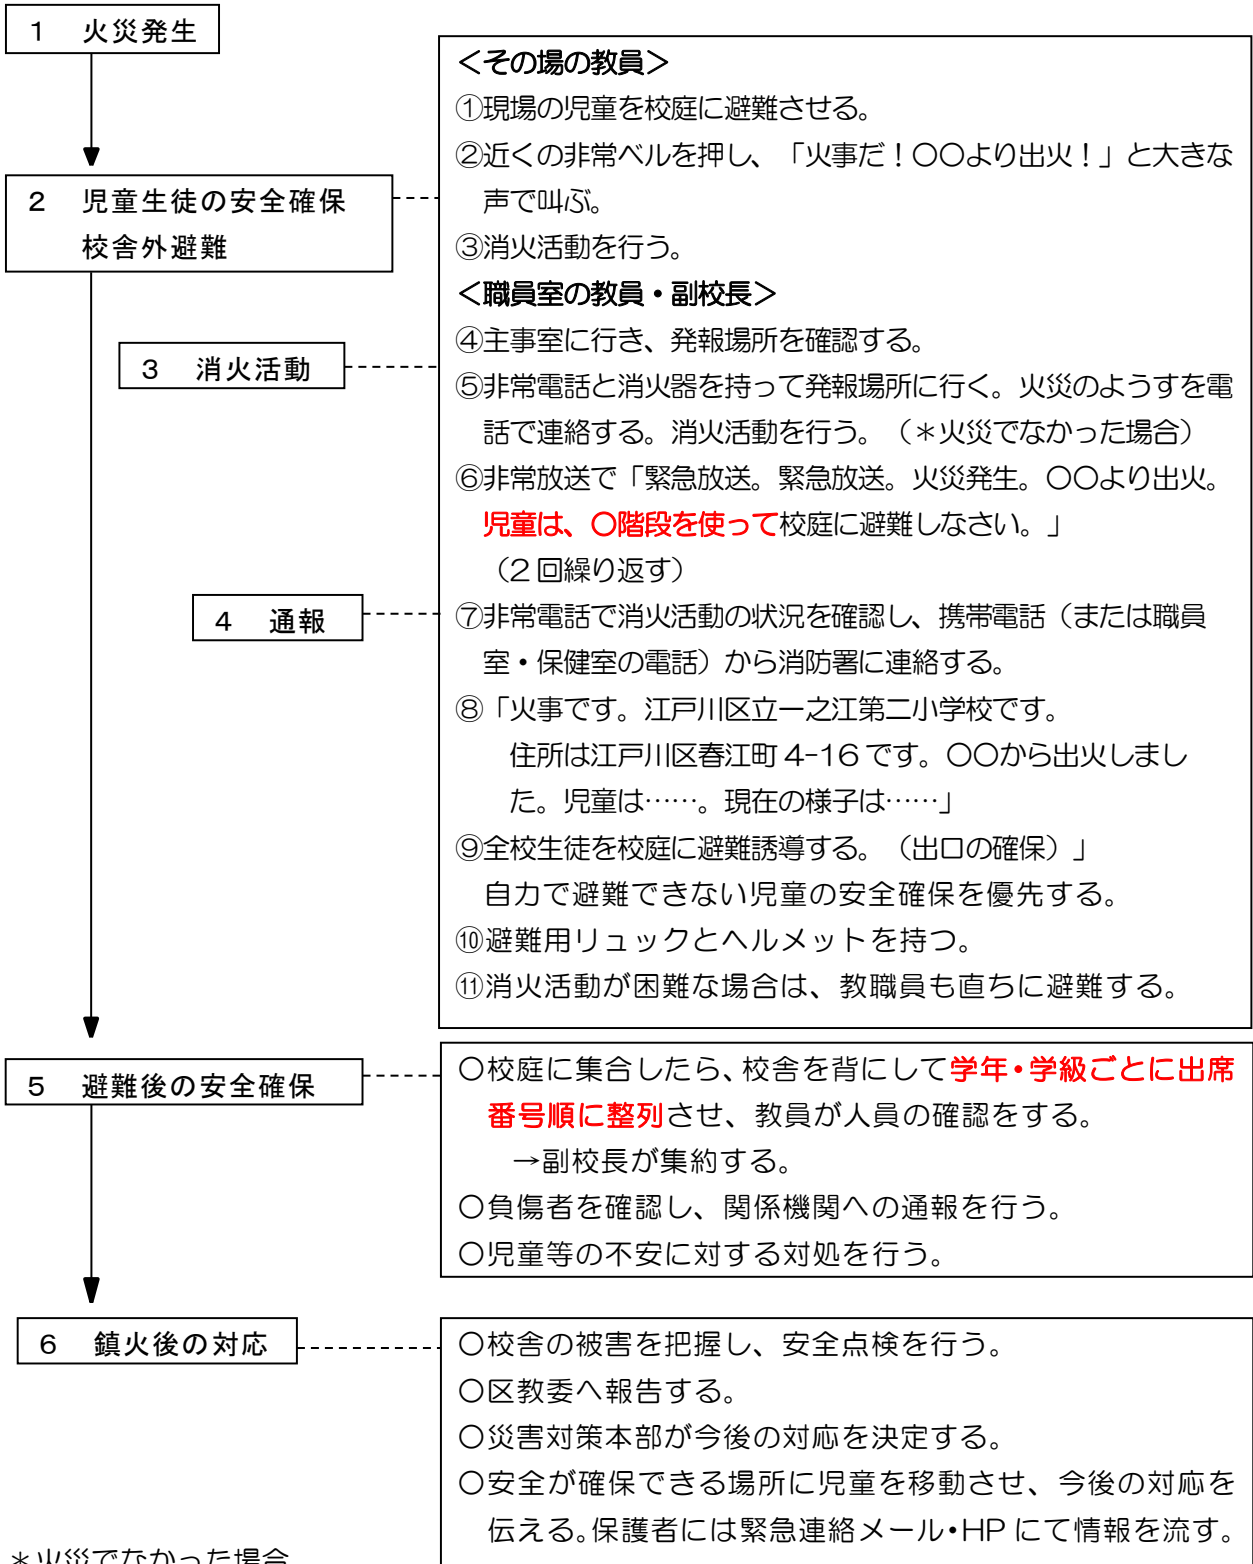 1　火災発生
2　児童生徒の安全確保
校舎外避難
3　消火活動
4　通報
<その場の教員>
①現場の児童を校庭に避難させる。
②近くの非常ベルを押し、「火事だ！〇〇より出火！」と大きな
声で叫ぶ。
③消火活動を行う。
<職員室の教員・副校長>
④主事室に行き、発報場所を確認する。
⑤非常電話と消火器を持って発報場所に行く。火災のようすを電
話で連絡する。消火活動を行う。（＊火災でなかった場合）
⑥非常放送で「緊急放送。緊急放送。火災発生。〇〇より出火。
児童は、〇階段を使って校庭に避難しなさい。」
（2回繰り返す）
⑦非常電話で消火活動の状況を確認し、携帯電話（または職員
室・保健室の電話）から消防署に連絡する。
⑧「火事です。江戸川区立一之江第二小学校です。
住所は江戸川区春江町4-16です。〇〇から出火しまし
た。児童は……。現在の様子は……」
⑨全校生徒を校庭に避難誘導する。（出口の確保）」
自力で避難できない児童の安全確保を優先する。
⑩避難用リュックとヘルメットを持つ。
⑪消火活動が困難な場合は、教職員も直ちに避難する。
5　避難後の安全確保
〇校庭に集合したら、校舎を背にして学年・学級ごとに出席
番号順に整列させ、教員が人員の確認をする。
→副校長が集約する。
〇負傷者を確認し、関係機関への通報を行う。
〇児童等の不安に対する対処を行う。
6　鎮火後の対応
〇校舎の被害を把握し、安全点検を行う。
〇区教委へ報告する。
〇災害対策本部が今後の対応を決定する。
〇安全が確保できる場所に児童を移動させ、今後の対応を
伝える。保護者には緊急連絡メール・HPにて情報を流す。
＊火災でなかった場合